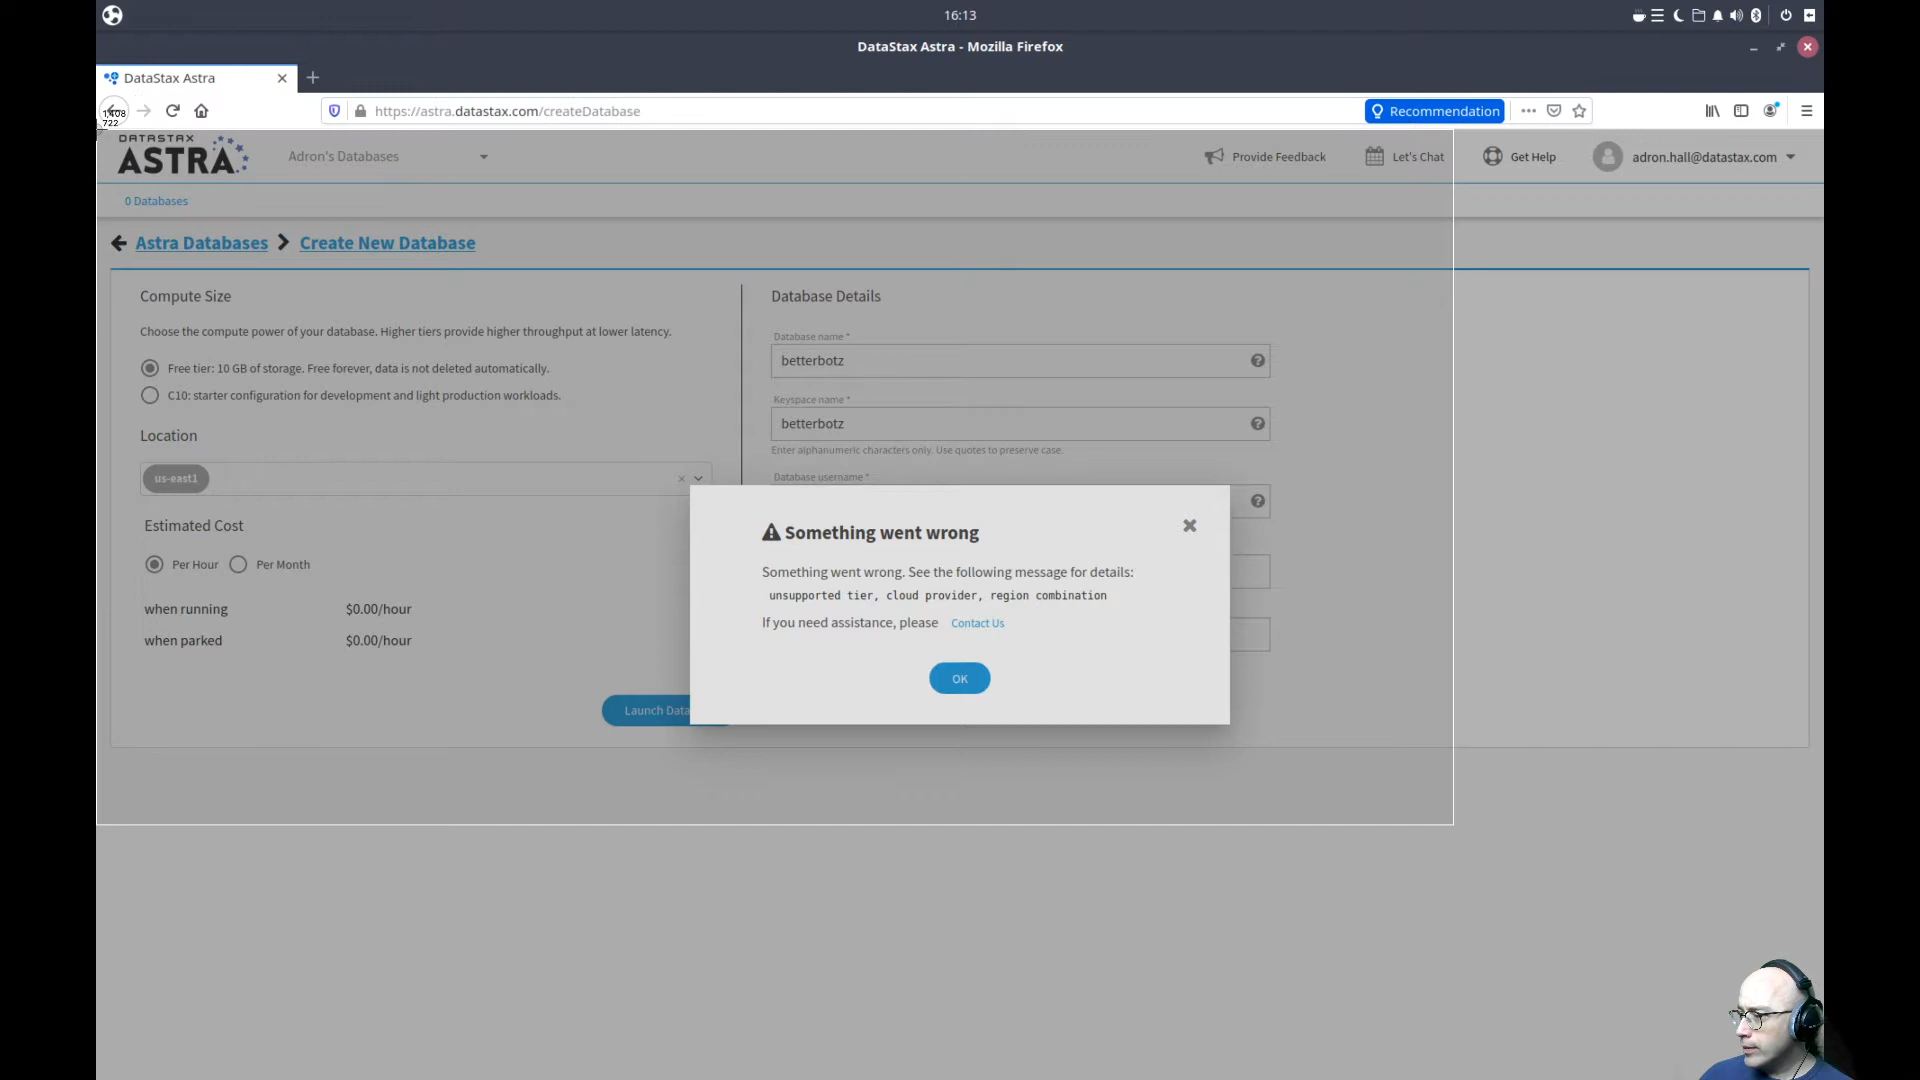 16:13
DataStax Astra - Mozilla Firefox
DataStax Astra
https://astra.datastax.com/createDatabase
Recommendation
1,408
722
DATASTAX
ASTRA
Adron's Databases
Provide Feedback
Let's Chat
Get Help
adron.hall@datastax.com
0 Databases
Astra Databases
Create New Database
Compute Size
Choose the compute power of your database. Higher tiers provide higher throughput at lower latency.
Free tier: 10 GB of storage. Free forever, data is not deleted automatically.
C10: starter configuration for development and light production workloads.
Location
us-east1
Estimated Cost
Per Hour
Per Month
when running
$0.00/hour
when parked
$0.00/hour
Launch Data
Database Details
Database name *
betterbotz
Keyspace name *
betterbotz
Enter alphanumeric characters only. Use quotes to preserve case.
Database username *
Something went wrong
Something went wrong. See the following message for details:
unsupported tier, cloud provider, region combination
If you need assistance, please Contact Us
OK